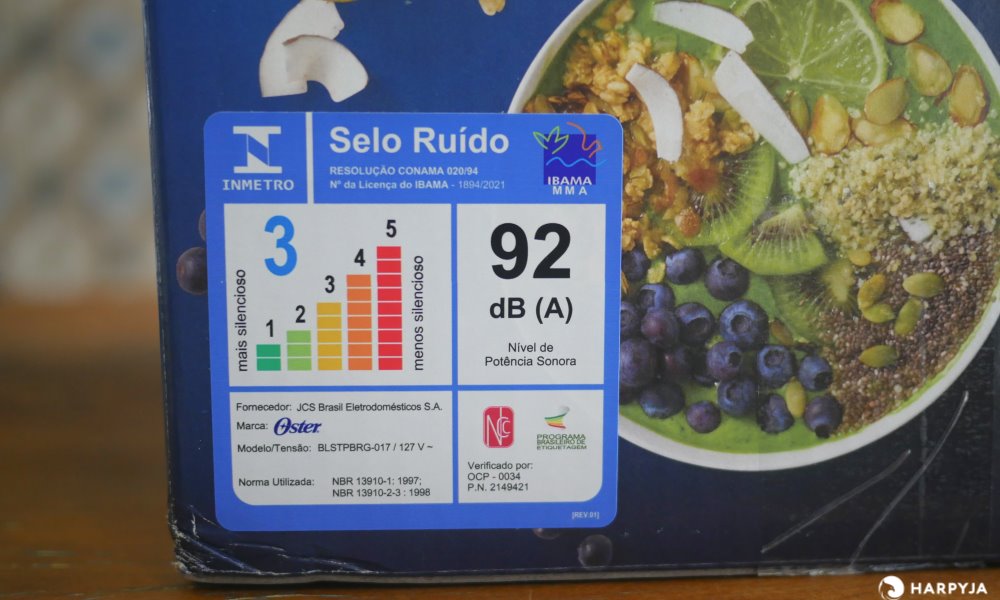 INMETRO
Selo Ruído
RESOLUÇÃO CONAMA 020/94
Nº da Licença do IBAMA - 1894/2021
IBAMA
MMA
3
mais silencioso
1
2
3
4
5
menos silencioso
92
dB (A)
Nível de
Potência Sonora
Fornecedor: JCS Brasil Eletrodomésticos S.A.
Marca: Oster
Modelo/Tensão: BLSTPBRG-017 / 127 V ~
Norma Utilizada: NBR 13910-1: 1997;
NBR 13910-2-3 : 1998
NCC
PROGRAMA
BRASILEIRO DE
ETIQUETAGEM
Verificado por:
OCP - 0034
P.N. 2149421
[REV.01]
HARPYJA